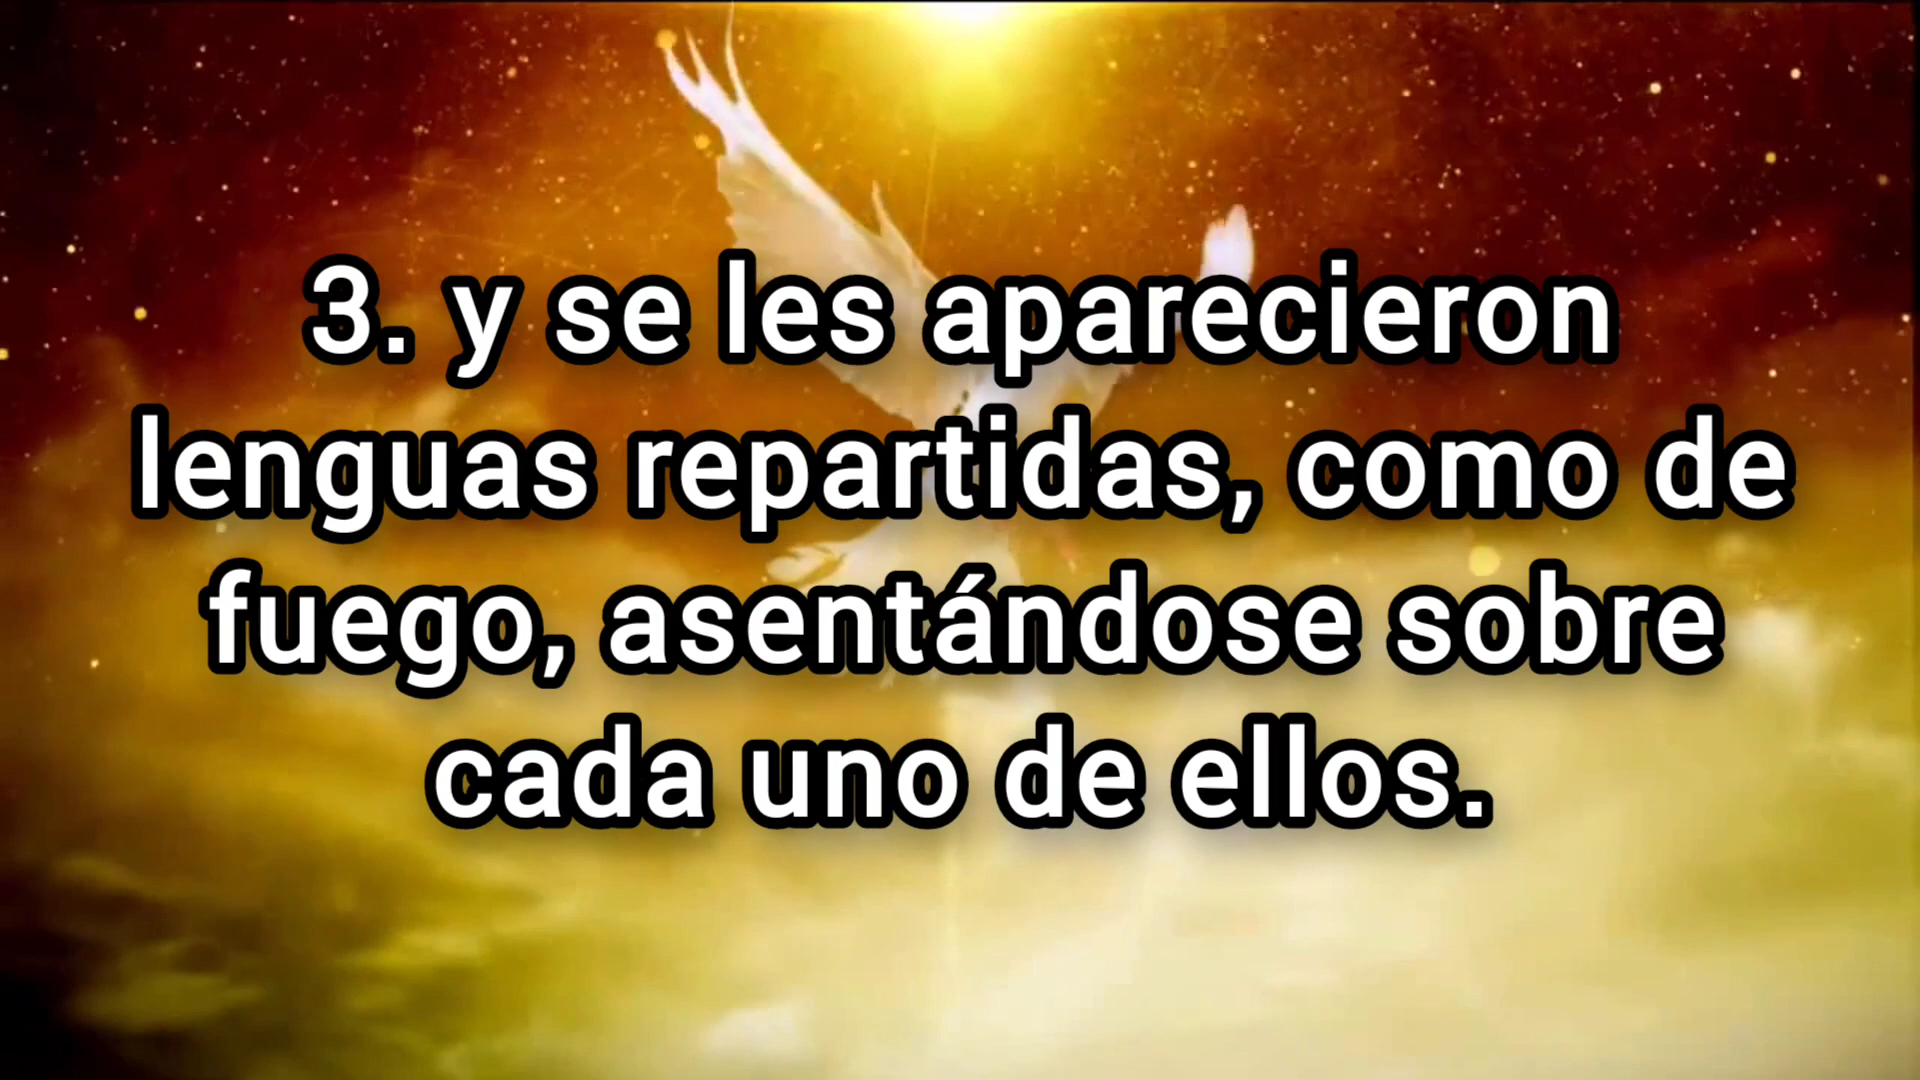 3. y se les aparecieron
lenguas repartidas, como de
fuego, asentándose sobre
cada uno de ellos.